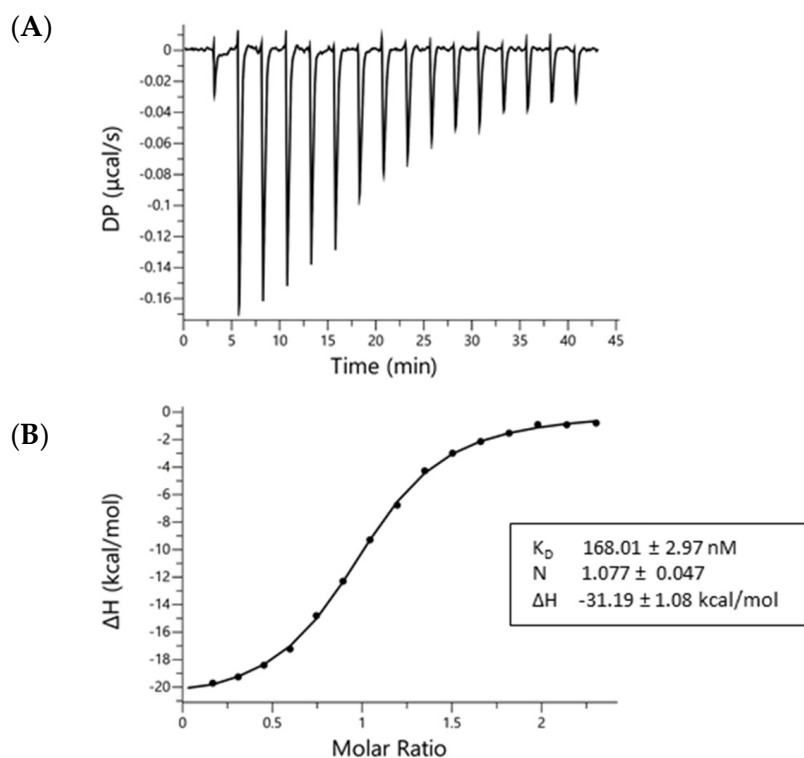 (A)
0
-0.02
-0.04
-0.06
-0.08
-0.1
-0.12
-0.14
-0.16
DP (µcal/s)
0 5 10 15 20 25 30 35 40 45
Time (min)
(B)
0
-2
-4
-6
-8
-10
-12
-14
-16
-18
-20
ΔH (kcal/mol)
K_D 168.01 ± 2.97 nM
N 1.077 ± 0.047
ΔH -31.19 ± 1.08 kcal/mol
0 0.5 1 1.5 2
Molar Ratio